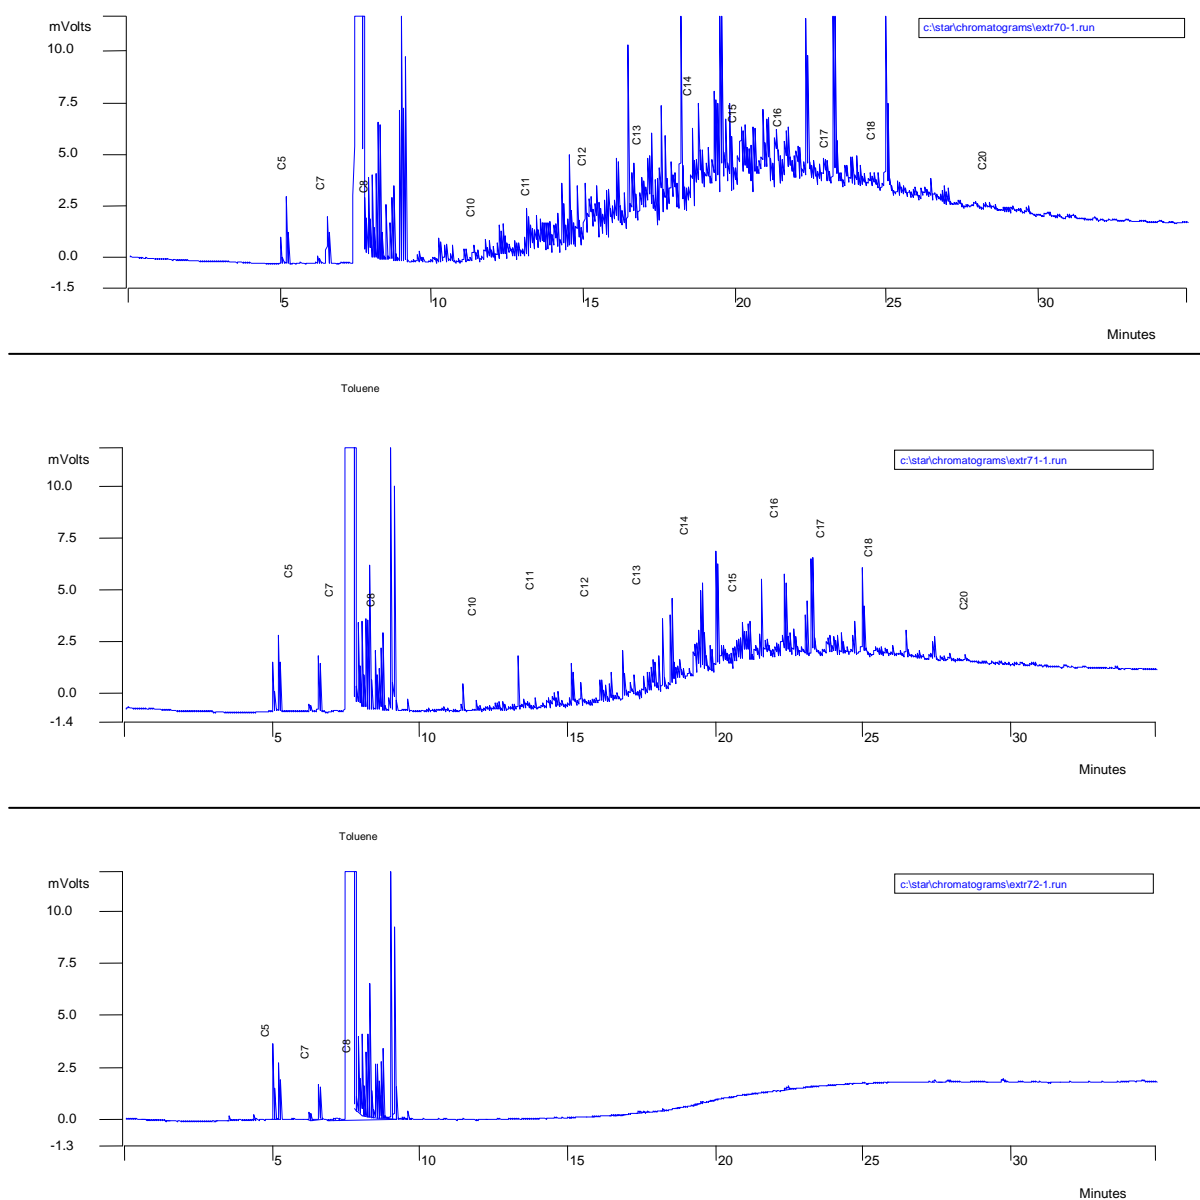 mVolts
c:\star\chromatograms\extr70-1.run
10.0
7.5
5.0
2.5
0.0
-1.5
C5
C7
C8
C10
C11
C12
C13
C14
C15
C16
C17
C18
C20
5
10
15
20
25
30
Minutes
Toluene
mVolts
c:\star\chromatograms\extr71-1.run
10.0
7.5
5.0
2.5
0.0
-1.4
C5
C7
C8
C10
C11
C12
C13
C14
C15
C16
C17
C18
C20
5
10
15
20
25
30
Minutes
Toluene
mVolts
c:\star\chromatograms\extr72-1.run
10.0
7.5
5.0
2.5
0.0
-1.3
C5
C7
C8
5
10
15
20
25
30
Minutes